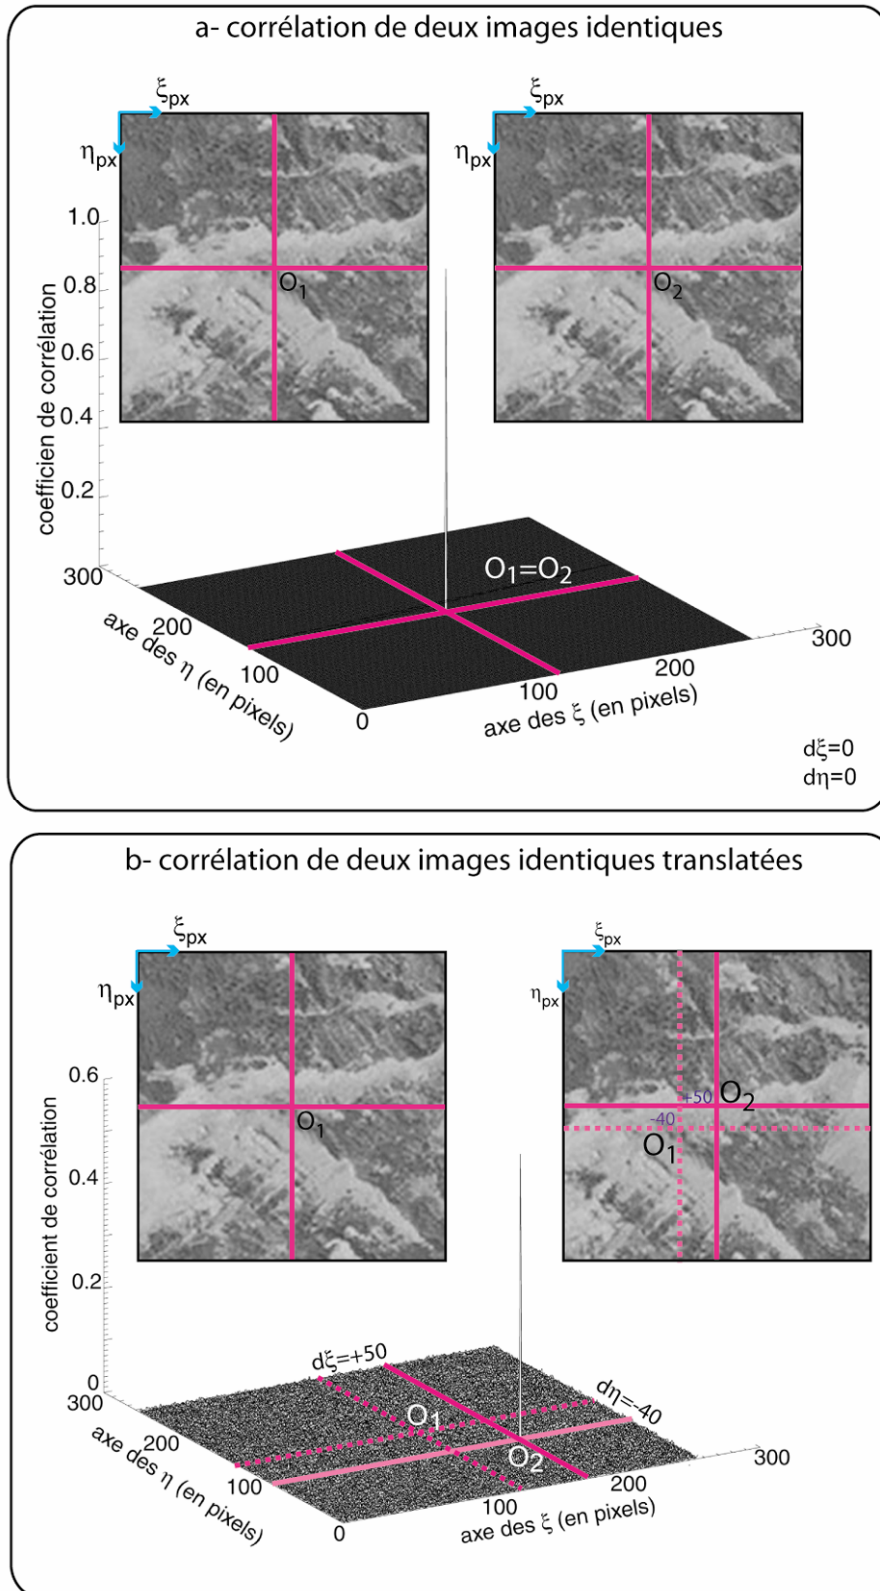 a- corrélation de deux images identiques
ξpx
ξpx
ηpx
ηpx
1.0
0.8
0.6
0.4
0.2
coefficien de corrélation
O1
O2
O1=O2
300
200
100
0
axe des η (en pixels)
100
200
300
axe des ξ (en pixels)
dξ=0
dη=0
b- corrélation de deux images identiques translatées
ξpx
ξpx
ηpx
ηpx
0.6
0.4
0.2
0
coefficient de corrélation
O1
+50
O2
-40
O1
dξ=+50
dη=-40
O1
O2
300
200
100
0
axe des η (en pixels)
100
200
300
axe des ξ (en pixels)